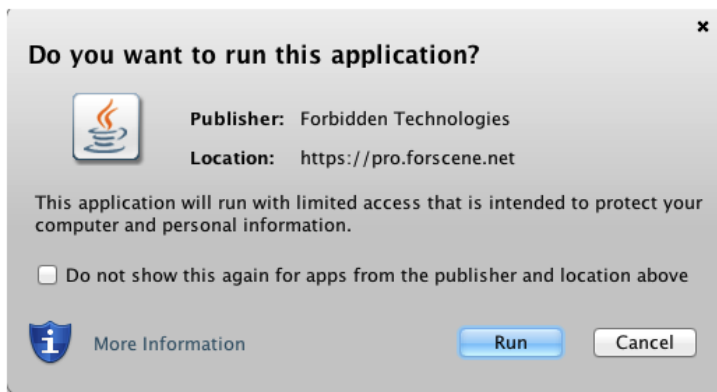 Do you want to run this application?
Publisher: Forbidden Technologies
Location: https://pro.forscene.net
This application will run with limited access that is intended to protect your
computer and personal information.
Do not show this again for apps from the publisher and location above
More Information
Run
Cancel